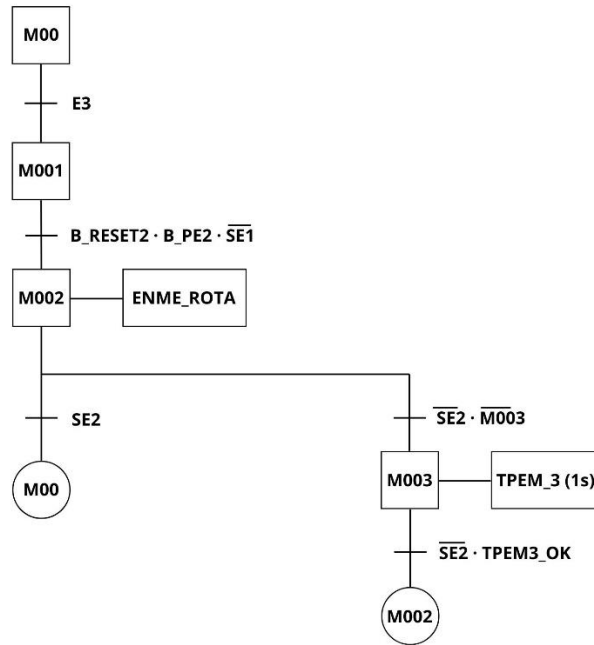 M00
E3
M001
B_RESET2 · B_PE2 · S̅E̅1
M002
ENME_ROTA
SE2
S̅E̅2 · M̅0̅0̅3
M00
M003
TPEM_3 (1s)
S̅E̅2 · TPEM3_OK
M002